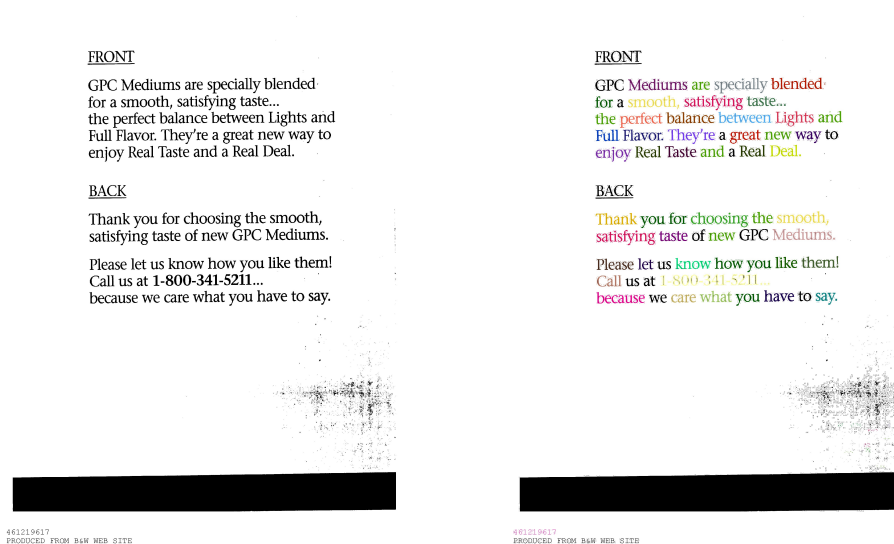 FRONT
GPC Mediums are specially blended
for a smooth, satisfying taste...
the perfect balance between Lights and
Full Flavor. They're a great new way to
enjoy Real Taste and a Real Deal.
BACK
Thank you for choosing the smooth,
satisfying taste of new GPC Mediums.
Please let us know how you like them!
Call us at 1-800-341-5211...
because we care what you have to say.
461219617
PRODUCED FROM B&W WEB SITE
FRONT
GPC Mediums are specially blended
for a smooth, satisfying taste...
the perfect balance between Lights and
Full Flavor. They're a great new way to
enjoy Real Taste and a Real Deal.
BACK
Thank you for choosing the smooth,
satisfying taste of new GPC Mediums.
Please let us know how you like them!
Call us at 1-800-341-5211...
because we care what you have to say.
461219617
PRODUCED FROM B&W WEB SITE